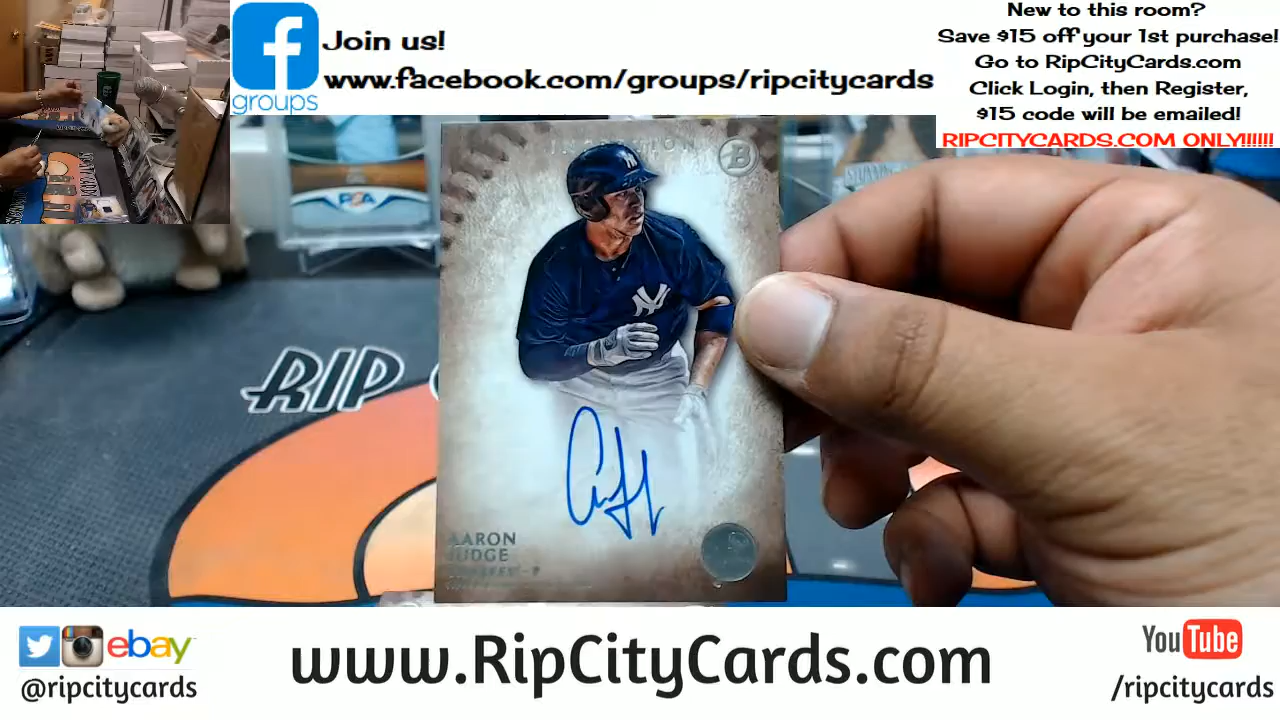 groups
Join us!
www.facebook.com/groups/ripcitycards
New to this room?
Save $15 off your 1st purchase!
Go to RipCityCards.com
Click Login, then Register,
$15 code will be emailed!
RIPCITYCARDS.COM ONLY!!!!!!
PSA
RIP
AARON
JUDGE
ebay
@ripcitycards
www.RipCityCards.com
YouTube
/ripcitycards